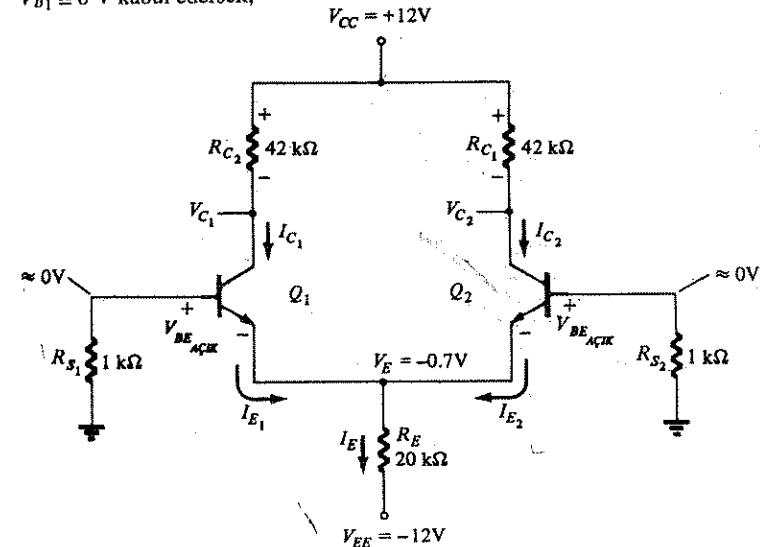 V_B1 ≅ 0 V kabul edersek,
V_CC = +12V
+
+
R_C2
42 kΩ
R_C1
42 kΩ
–
–
V_C1
V_C2
I_C1
I_C2
≈ 0V
Q_1
Q_2
≈ 0V
+
V_BE AÇIK
–
+
V_BE AÇIK
–
R_S1
1 kΩ
V_E = –0.7V
R_S2
1 kΩ
I_E1
I_E2
I_E
R_E
20 kΩ
V_EE = –12V